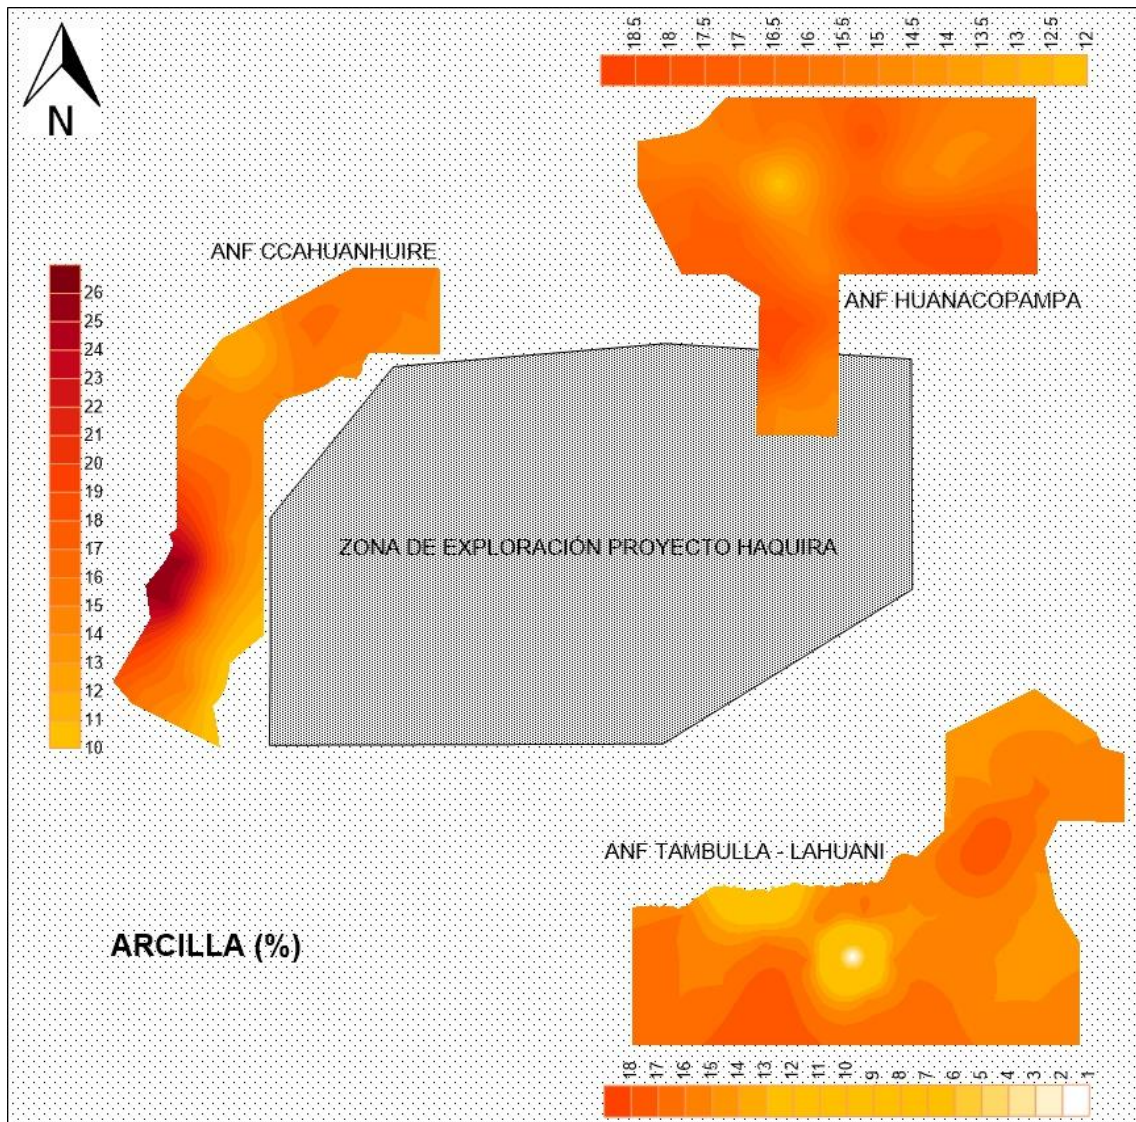 18.5 18 17.5 17 16.5 15.5 15 14.5 13.5 13 12.5 12
N
ANF CCAHUANHUIRE
ANF HUANACOPAMPA
26
25
24
23
22
21
20
19
18
17
16
15
14
13
12
11
10
ZONA DE EXPLORACIÓN PROYECTO HAQUIRA
ANF TAMBULLA - LAHUANI
ARCILLA (%)
18 17 16 15 14 13 12 11 10 9 8 7 6 5 4 3 2 1